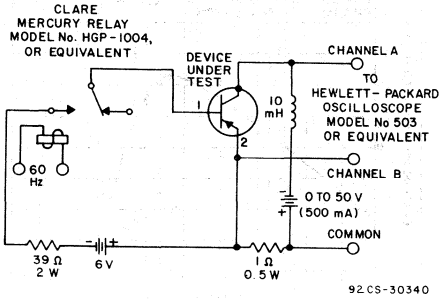 CLARE
MERCURY RELAY
MODEL No. HGP-1004,
OR EQUIVALENT
DEVICE
UNDER
TEST
CHANNEL A
TO
HEWLETT-PACKARD
OSCILLOSCOPE
MODEL No 503
OR EQUIVALENT
1
2
10
mH
CHANNEL B
60
Hz
-
+
0 TO 50 V
(500 mA)
COMMON
39 Ω
2 W
- +
6 V
1 Ω
0.5 W
92CS-30340